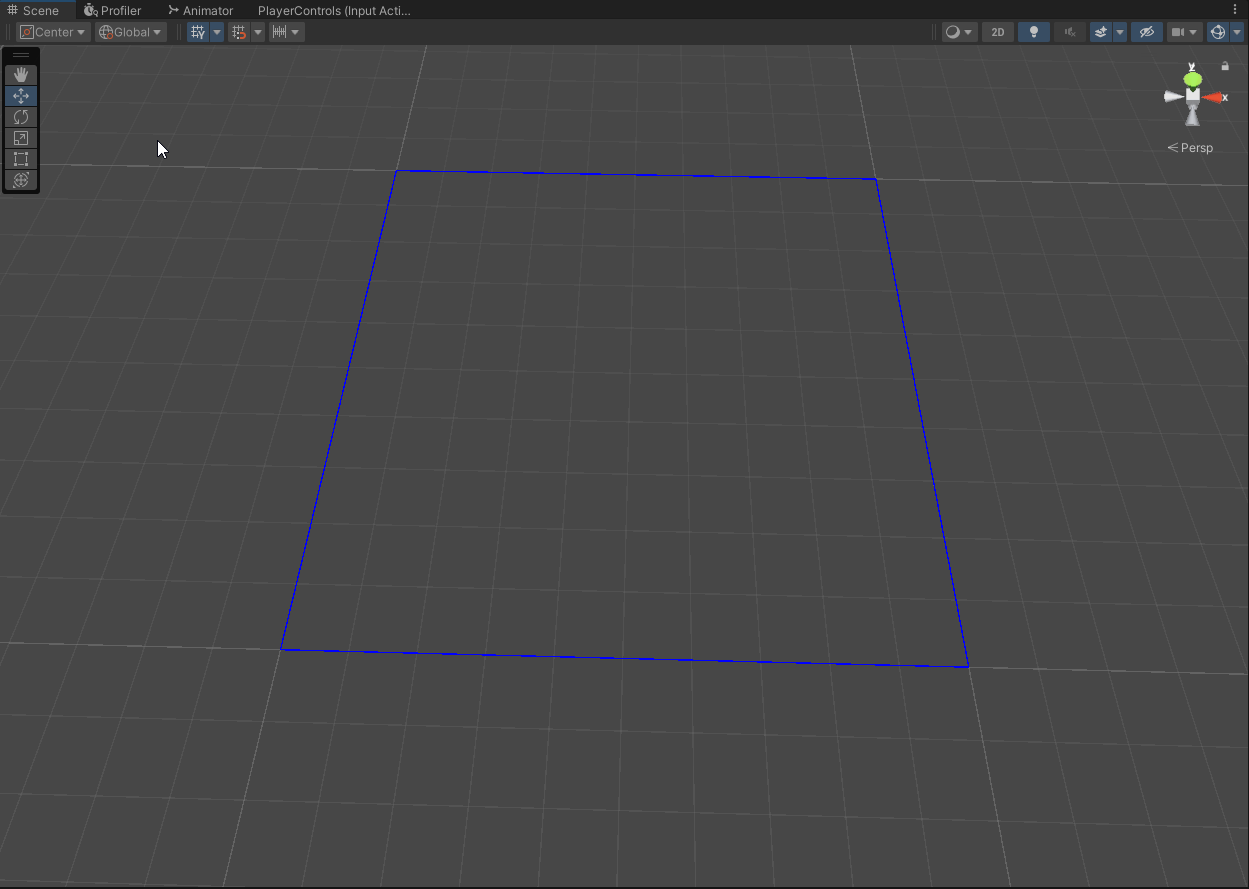 Scene Profiler Animator PlayerControls (Input Acti...
Center Global 2D
y
x
Persp